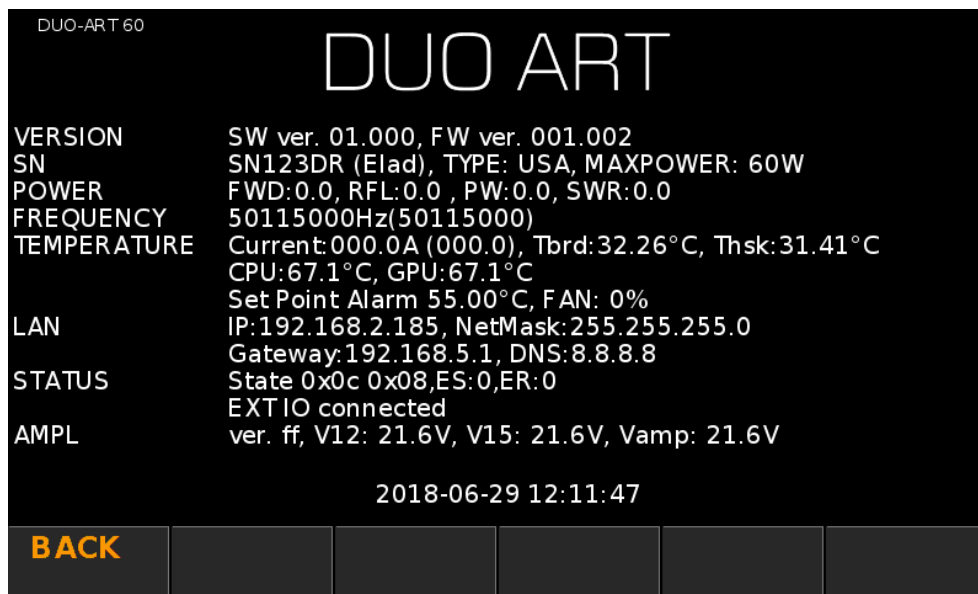 DUO-ART 60
DUO ART
VERSION SW ver. 01.000, FW ver. 001.002
SN SN123DR (Elad), TYPE: USA, MAXPOWER: 60W
POWER FWD:0.0, RFL:0.0 , PW:0.0, SWR:0.0
FREQUENCY 50115000Hz(50115000)
TEMPERATURE Current:000.0A (000.0), Tbrd:32.26°C, Thsk:31.41°C
CPU:67.1°C, GPU:67.1°C
Set Point Alarm 55.00°C, FAN: 0%
LAN IP:192.168.2.185, NetMask:255.255.255.0
Gateway:192.168.5.1, DNS:8.8.8.8
STATUS State 0x0c 0x08,ES:0,ER:0
EXT IO connected
AMPL ver. ff, V12: 21.6V, V15: 21.6V, Vamp: 21.6V
2018-06-29 12:11:47
BACK